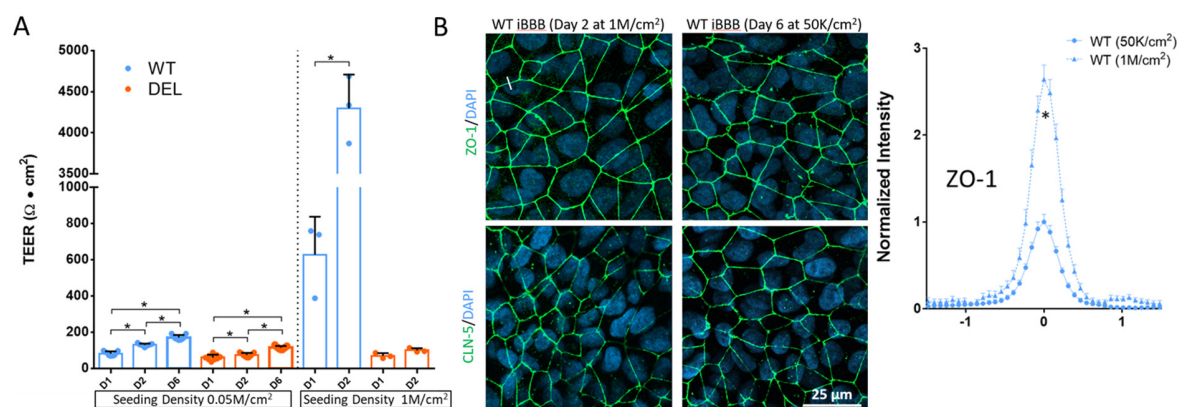 A
5000
4500
4000
3500
1000
800
600
400
200
0
TEER (Ω • cm²)
WT
DEL
*
* *
*
* *
*
D1 D2 D6 D1 D2 D6 D1 D2 D1 D2
Seeding Density 0.05M/cm² Seeding Density 1M/cm²
B
WT iBBB (Day 2 at 1M/cm²) WT iBBB (Day 6 at 50K/cm²)
ZO-1/DAPI
CLN-5/DAPI
25 µm
WT (50K/cm²)
WT (1M/cm²)
Normalized Intensity
3
2
1
0
*
ZO-1
-1 0 1